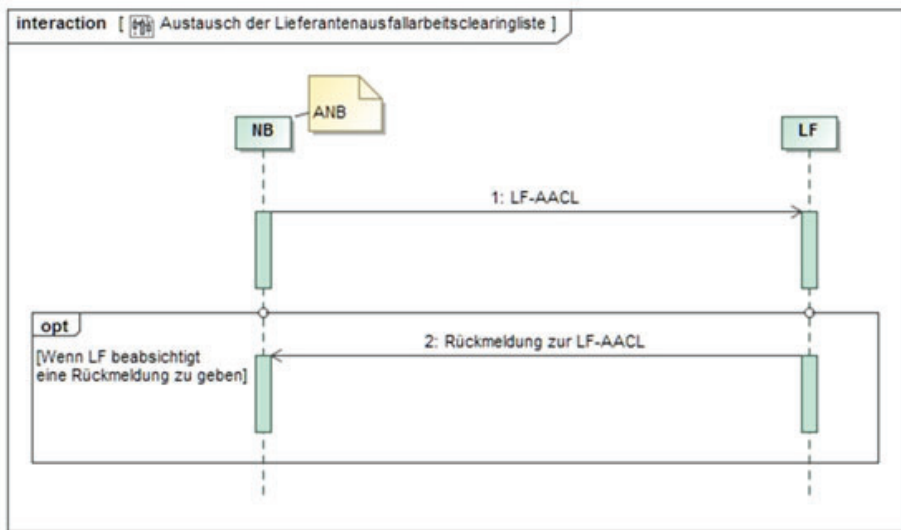 interaction [ Austausch der Lieferantenausfallarbeitsclearingliste ]
ANB
NB
LF
1: LF-AACL
opt
[Wenn LF beabsichtigt
eine Rückmeldung zu geben]
2: Rückmeldung zur LF-AACL